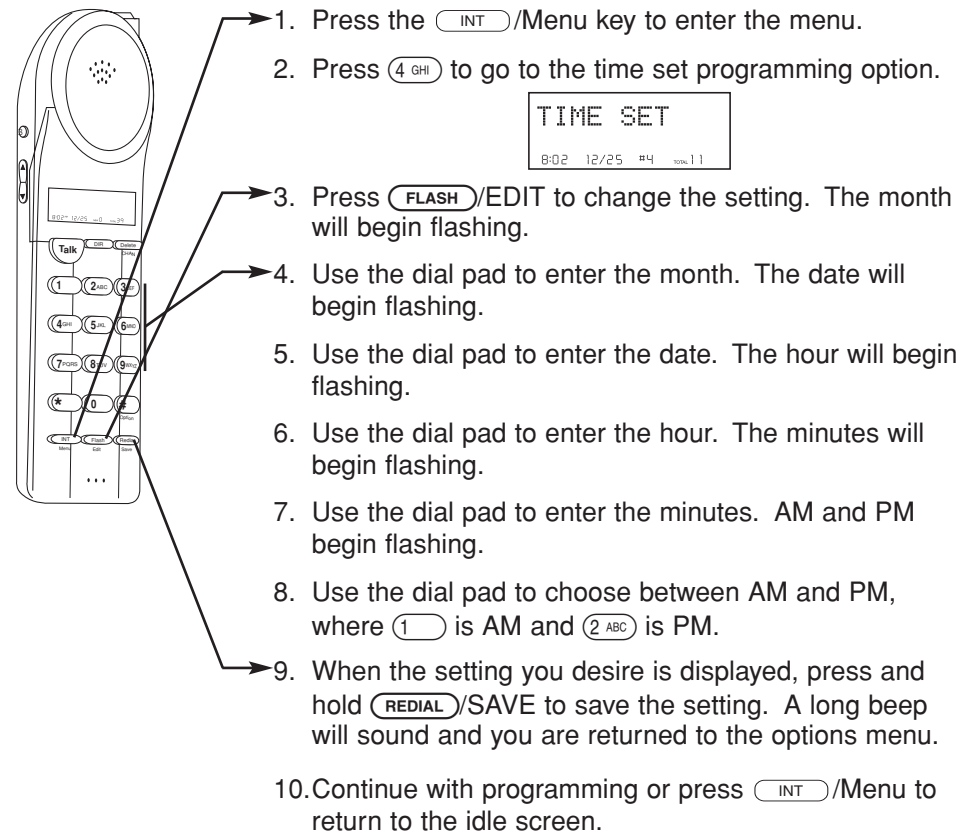 1. Press the INT /Menu key to enter the menu.
2. Press 4 GHI to go to the time set programming option.
TIME SET
8:02 12/25 #4 TOTAL 11
3. Press FLASH /EDIT to change the setting. The month
will begin flashing.
4. Use the dial pad to enter the month. The date will
begin flashing.
5. Use the dial pad to enter the date. The hour will begin
flashing.
6. Use the dial pad to enter the hour. The minutes will
begin flashing.
7. Use the dial pad to enter the minutes. AM and PM
begin flashing.
8. Use the dial pad to choose between AM and PM,
where 1 is AM and 2 ABC is PM.
9. When the setting you desire is displayed, press and
hold REDIAL /SAVE to save the setting. A long beep
will sound and you are returned to the options menu.
10.Continue with programming or press INT /Menu to
return to the idle screen.
12/25 0 39
Talk DIR Delete
CHAN
1 2 ABC 3
4 GHI 5 JKL 6 MNO
7 PQRS 8 9 WXYZ
* 0 #
INT Flash Redial
Menu Edit Save